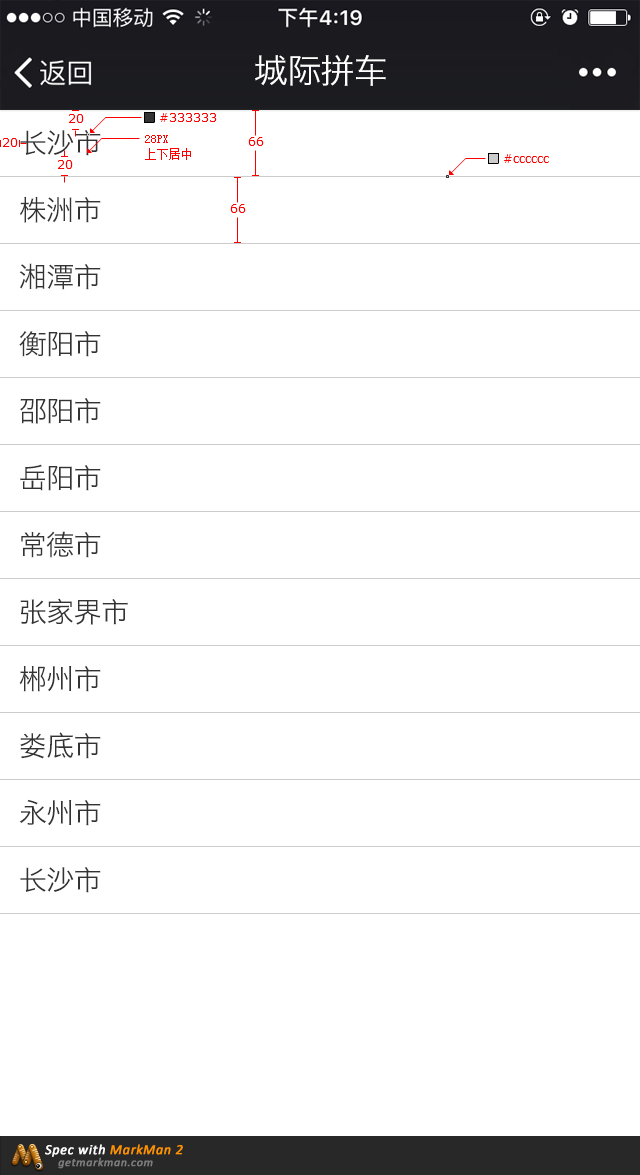 中国移动 下午4:19
返回 城际拼车
20 #333333
20 长沙市 28PX 66
20 上下居中 #cccccc
株洲市 66
湘潭市
衡阳市
邵阳市
岳阳市
常德市
张家界市
郴州市
娄底市
永州市
长沙市
Spec with MarkMan 2
getmarkman.com